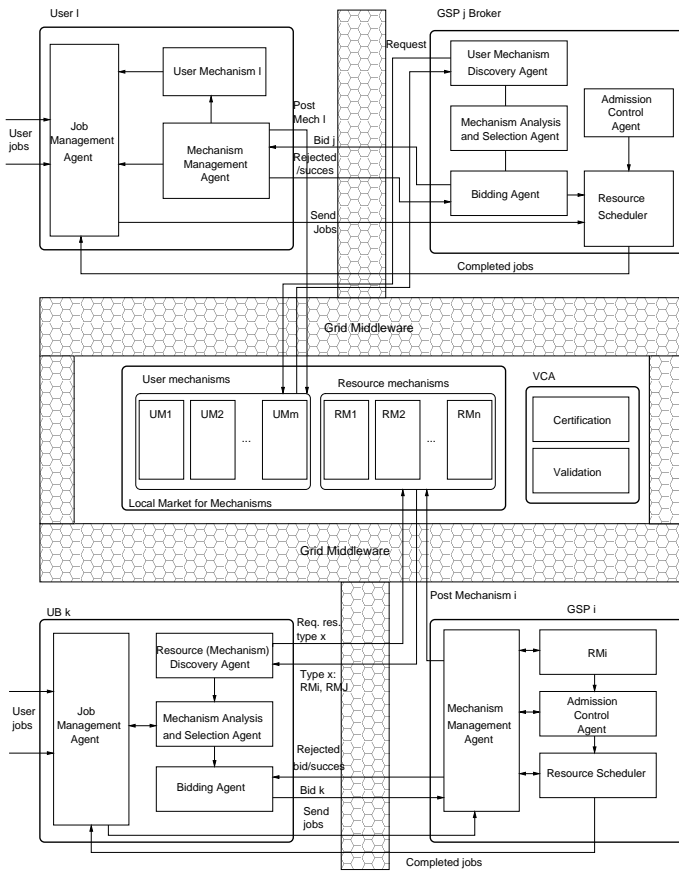 User l
GSP j Broker
Request
User Mechanism
Discovery Agent
User Mechanism l
Admission
Control
Agent
Post
Mech l
Mechanism Analysis
and Selection Agent
User
jobs
Job
Management
Agent
Bid j
Mechanism
Management
Agent
Rejected
/succes
Bidding Agent
Resource
Scheduler
Send
Jobs
Completed jobs
Grid Middleware
User mechanisms
Resource mechanisms
VCA
UM1
UM2
...
UMm
RM1
RM2
...
RMn
Certification
Validation
Local Market for Mechanisms
Grid Middleware
Post Mechanism i
UB k
GSP i
Req. res.
type x
Resource (Mechanism)
Discovery Agent
RMi
Type x:
RMi, RMJ
User
jobs
Job
Management
Agent
Mechanism Analysis
and Selection Agent
Mechanism
Management
Agent
Admission
Control
Agent
Rejected
bid/succes
Bidding Agent
Resource Scheduler
Bid k
Send
jobs
Completed jobs